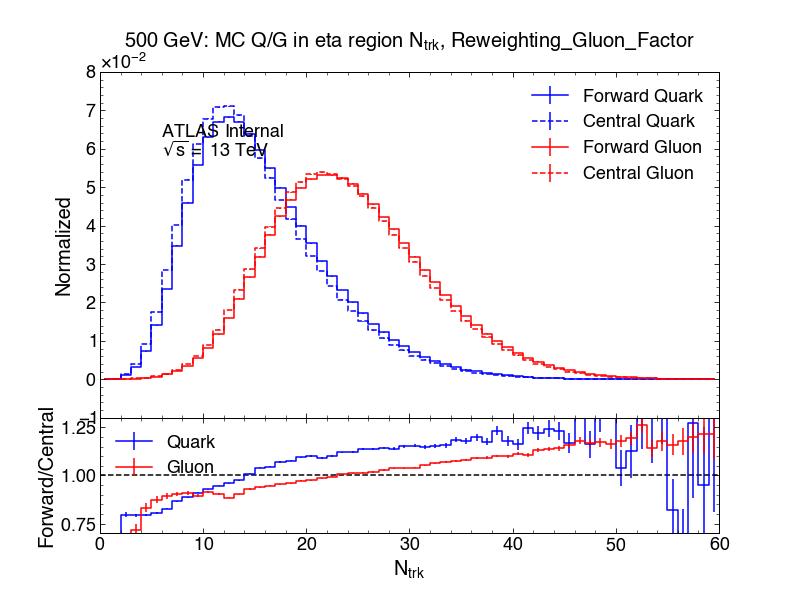 500 GeV: MC Q/G in eta region N_trk, Reweighting_Gluon_Factor
×10⁻²
8
7
6
5
4
3
2
1
0
−1
Normalized
ATLAS Internal
√s = 13 TeV
Forward Quark
Central Quark
Forward Gluon
Central Gluon
1.25
1.00
0.75
Forward/Central
Quark
Gluon
0 10 20 30 40 50 60
N_trk